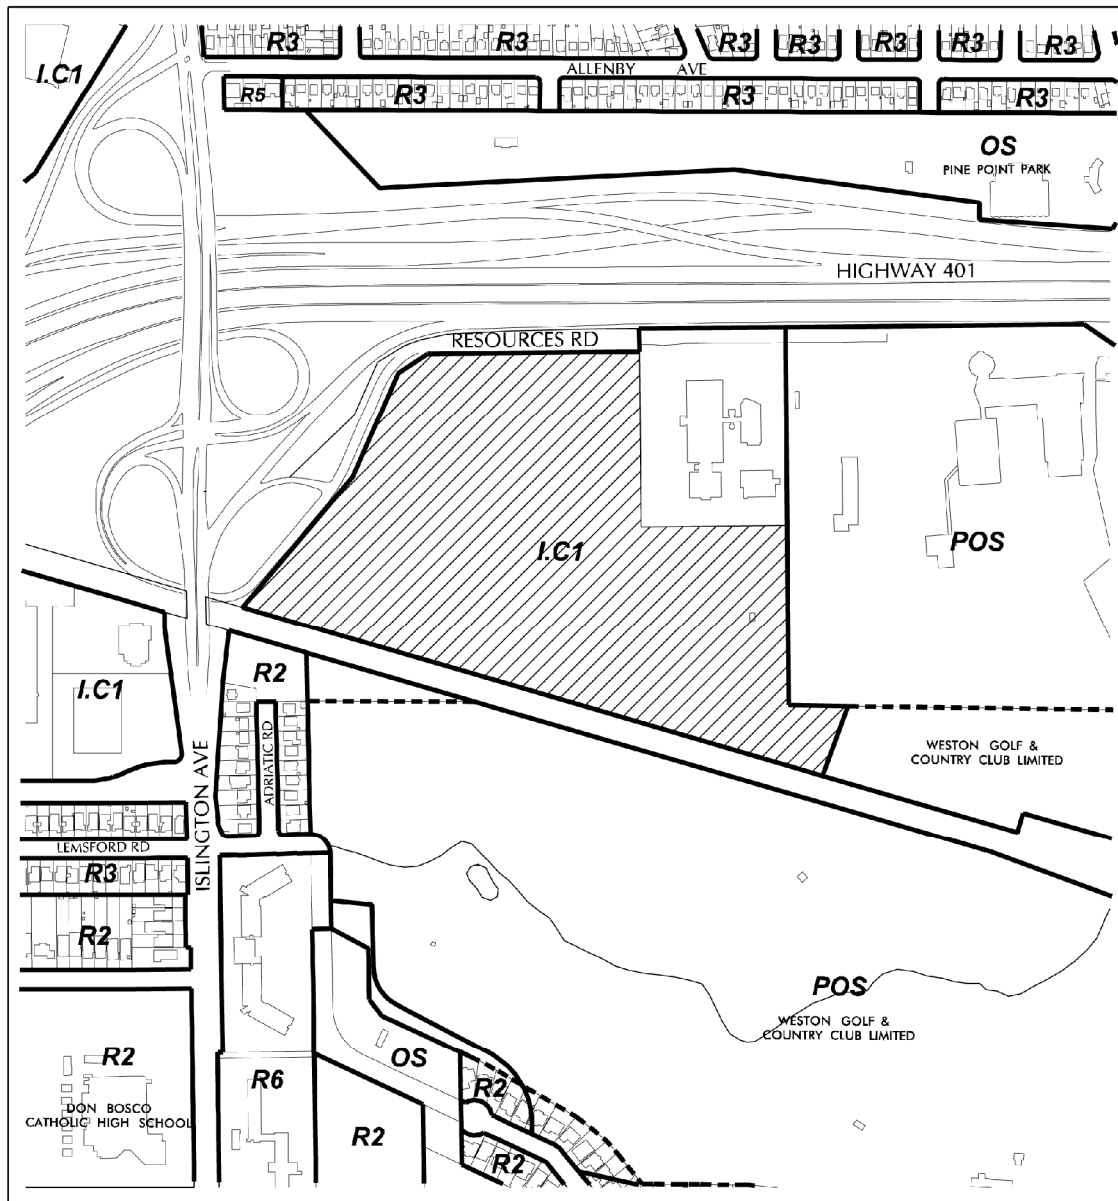 R3
R3
R3
R3
R3
R3
R3
I.C1
ALLENBY AVE
R5
R3
R3
R3
OS
PINE POINT PARK
HIGHWAY 401
RESOURCES RD
I.C1
POS
R2
I.C1
ISLINGTON AVE
ADRIATIC RD
WESTON GOLF &
COUNTRY CLUB LIMITED
LEMSFORD RD
R3
R2
POS
WESTON GOLF &
COUNTRY CLUB LIMITED
R2
DON BOSCO
CATHOLIC HIGH SCHOOL
R6
OS
R2
R2
R2